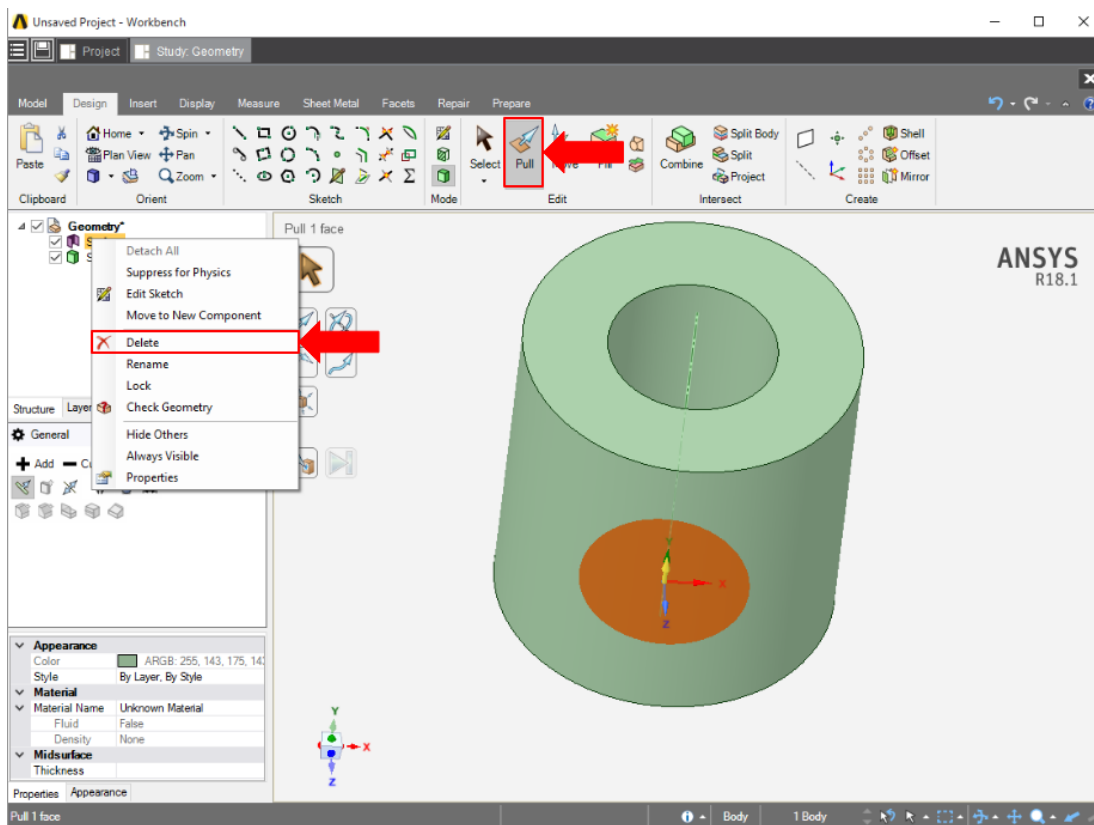 Unsaved Project - Workbench
Project
Study: Geometry
Model Design Insert Display Measure Sheet Metal Facets Repair Prepare
Home Spin
Split Body
Shell
Paste
Plan View Pan
Select Pull
Combine
Split
Offset
Zoom
Project
Mirror
Clipboard Orient Sketch Mode Edit Intersect Create
Geometry*
Pull 1 face
Detach All
Suppress for Physics
Edit Sketch
Move to New Component
Delete
Rename
Lock
Check Geometry
Hide Others
Always Visible
Properties
ANSYS
R18.1
Structure
General
Add
Y
X
Z
Appearance
Color ARGB: 255, 143, 175, 143
Style By Layer, By Style
Material
Material Name Unknown Material
Fluid False
Density None
Midsurface
Thickness
Properties Appearance
Y
X
Z
Pull 1 face
Body
1 Body